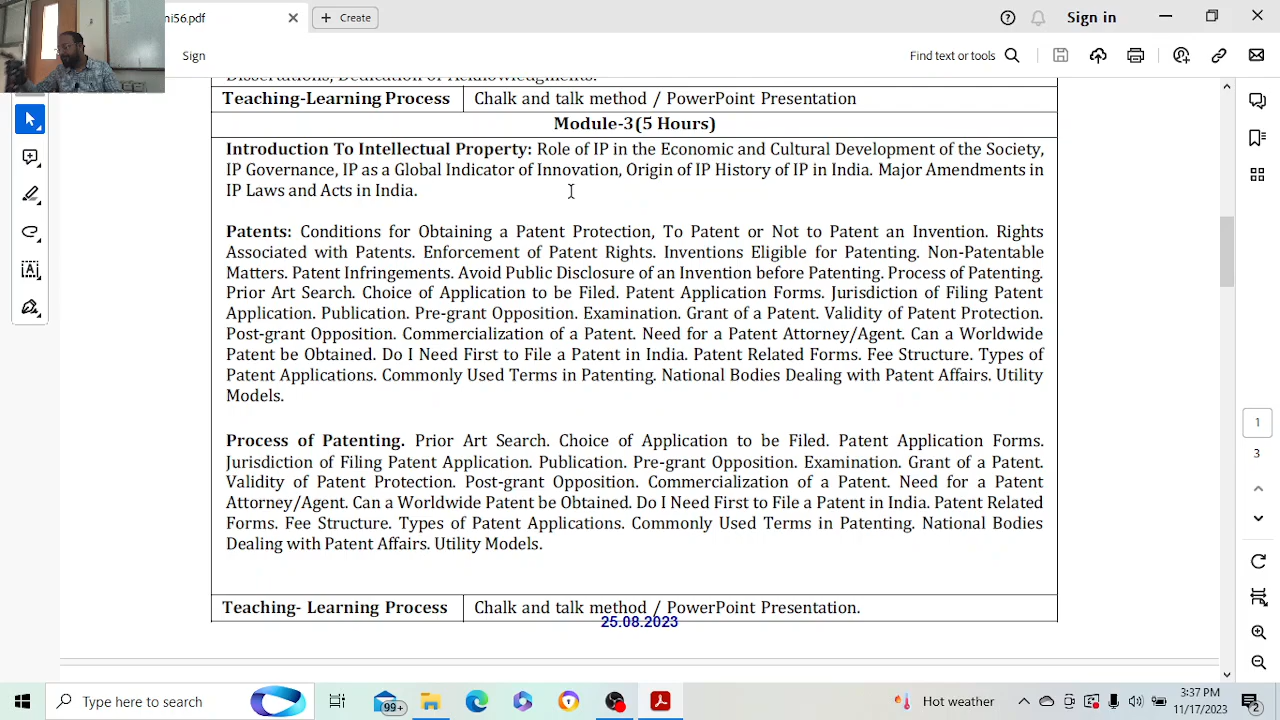 ni56.pdf
Create
Sign in
Sign
Find text or tools
Dissertations, Dedication of Acknowledgments.
Teaching-Learning Process Chalk and talk method / PowerPoint Presentation
Module-3(5 Hours)
Introduction To Intellectual Property: Role of IP in the Economic and Cultural Development of the Society,
IP Governance, IP as a Global Indicator of Innovation, Origin of IP History of IP in India. Major Amendments in
IP Laws and Acts in India.
Patents: Conditions for Obtaining a Patent Protection, To Patent or Not to Patent an Invention. Rights
Associated with Patents. Enforcement of Patent Rights. Inventions Eligible for Patenting. Non-Patentable
Matters. Patent Infringements. Avoid Public Disclosure of an Invention before Patenting. Process of Patenting.
Prior Art Search. Choice of Application to be Filed. Patent Application Forms. Jurisdiction of Filing Patent
Application. Publication. Pre-grant Opposition. Examination. Grant of a Patent. Validity of Patent Protection.
Post-grant Opposition. Commercialization of a Patent. Need for a Patent Attorney/Agent. Can a Worldwide
Patent be Obtained. Do I Need First to File a Patent in India. Patent Related Forms. Fee Structure. Types of
Patent Applications. Commonly Used Terms in Patenting. National Bodies Dealing with Patent Affairs. Utility
Models.
Process of Patenting. Prior Art Search. Choice of Application to be Filed. Patent Application Forms.
Jurisdiction of Filing Patent Application. Publication. Pre-grant Opposition. Examination. Grant of a Patent.
Validity of Patent Protection. Post-grant Opposition. Commercialization of a Patent. Need for a Patent
Attorney/Agent. Can a Worldwide Patent be Obtained. Do I Need First to File a Patent in India. Patent Related
Forms. Fee Structure. Types of Patent Applications. Commonly Used Terms in Patenting. National Bodies
Dealing with Patent Affairs. Utility Models.
Teaching- Learning Process Chalk and talk method / PowerPoint Presentation.
25.08.2023
1
3
Type here to search
99+
Hot weather
3:37 PM
11/17/2023
2